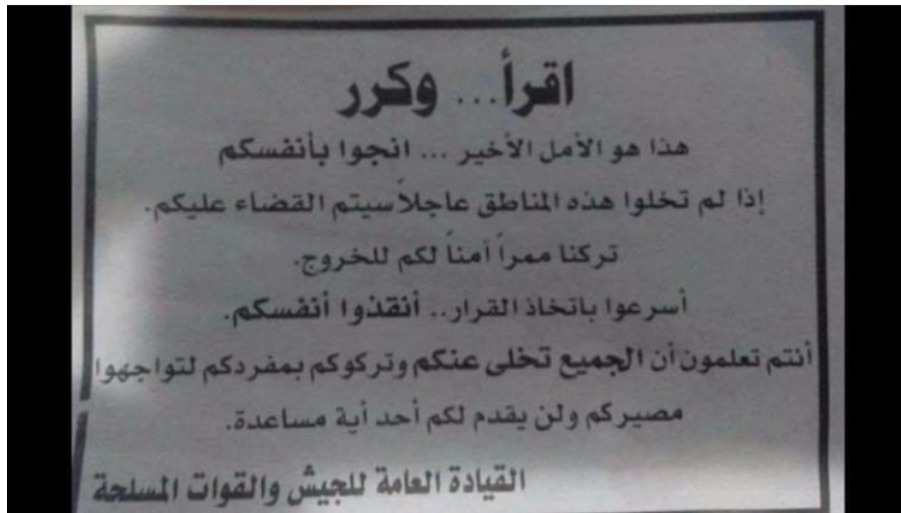 اقرأ... وكرر
هذا هو الأمل الأخير ... انجوا بأنفسكم
إذا لم تخلوا هذه المناطق عاجلاً سيتم القضاء عليكم.
تركنا ممراً آمناً لكم للخروج.
أسرعوا باتخاذ القرار.. أنقذوا أنفسكم.
أنتم تعلمون أن الجميع تخلى عنكم وتركوكم بمفردكم لتواجهوا
مصيركم ولن يقدم لكم أحد أية مساعدة.
القيادة العامة للجيش والقوات المسلحة